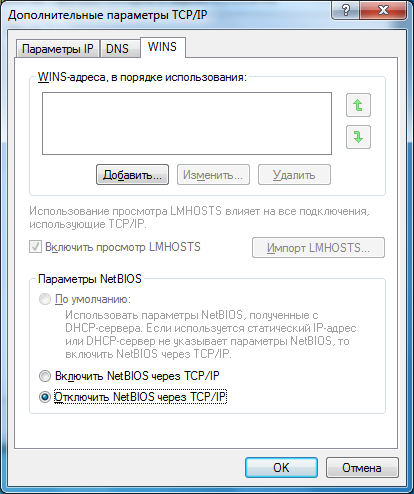 Дополнительные параметры TCP/IP
Параметры IP DNS WINS
WINS-адреса, в порядке использования:
Добавить... Изменить... Удалить
Использование просмотра LMHOSTS влияет на все подключения,
использующие TCP/IP.
Включить просмотр LMHOSTS Импорт LMHOSTS...
Параметры NetBIOS
По умолчанию:
Использовать параметры NetBIOS, полученные с
DHCP-сервера. Если используется статический IP-адрес
или DHCP-сервер не указывает параметры NetBIOS, то
включить NetBIOS через TCP/IP.
Включить NetBIOS через TCP/IP
Отключить NetBIOS через TCP/IP
OK Отмена